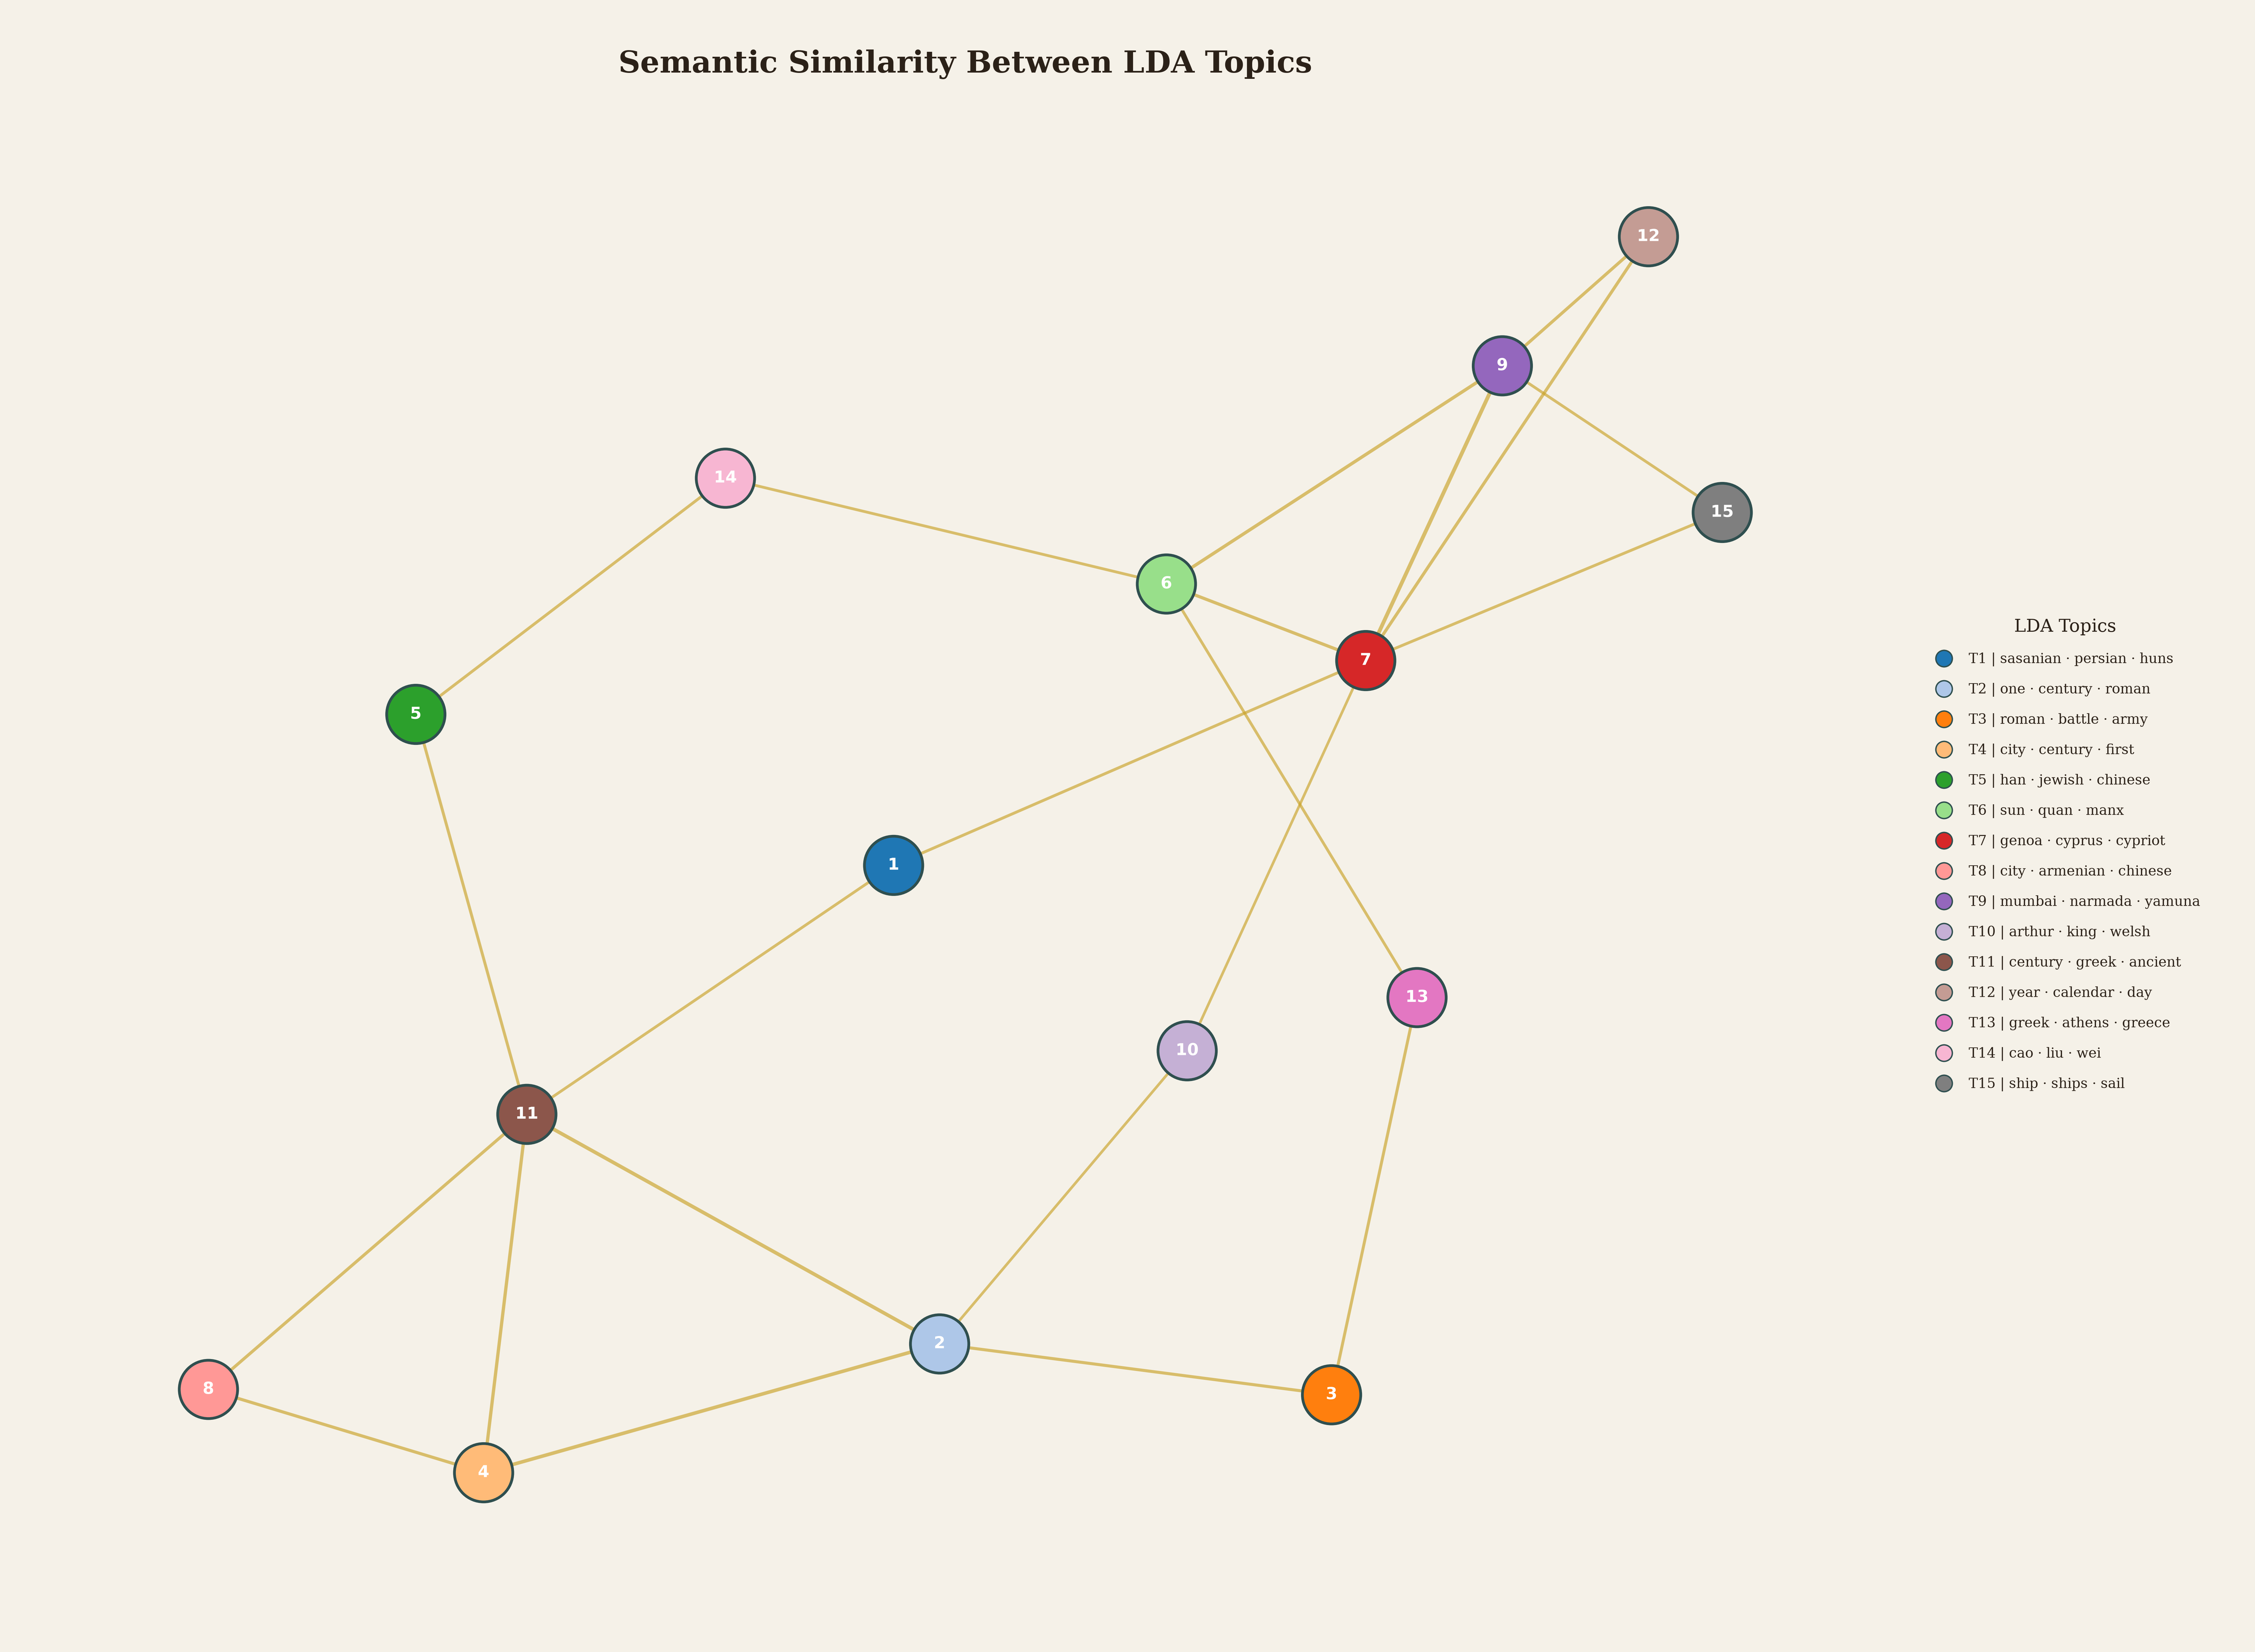 Semantic Similarity Between LDA Topics
12
9
14
15
6
7
5
1
13
10
11
2
8
3
4
LDA Topics
T1 | sasanian · persian · huns
T2 | one · century · roman
T3 | roman · battle · army
T4 | city · century · first
T5 | han · jewish · chinese
T6 | sun · quan · manx
T7 | genoa · cyprus · cypriot
T8 | city · armenian · chinese
T9 | mumbai · narmada · yamuna
T10 | arthur · king · welsh
T11 | century · greek · ancient
T12 | year · calendar · day
T13 | greek · athens · greece
T14 | cao · liu · wei
T15 | ship · ships · sail